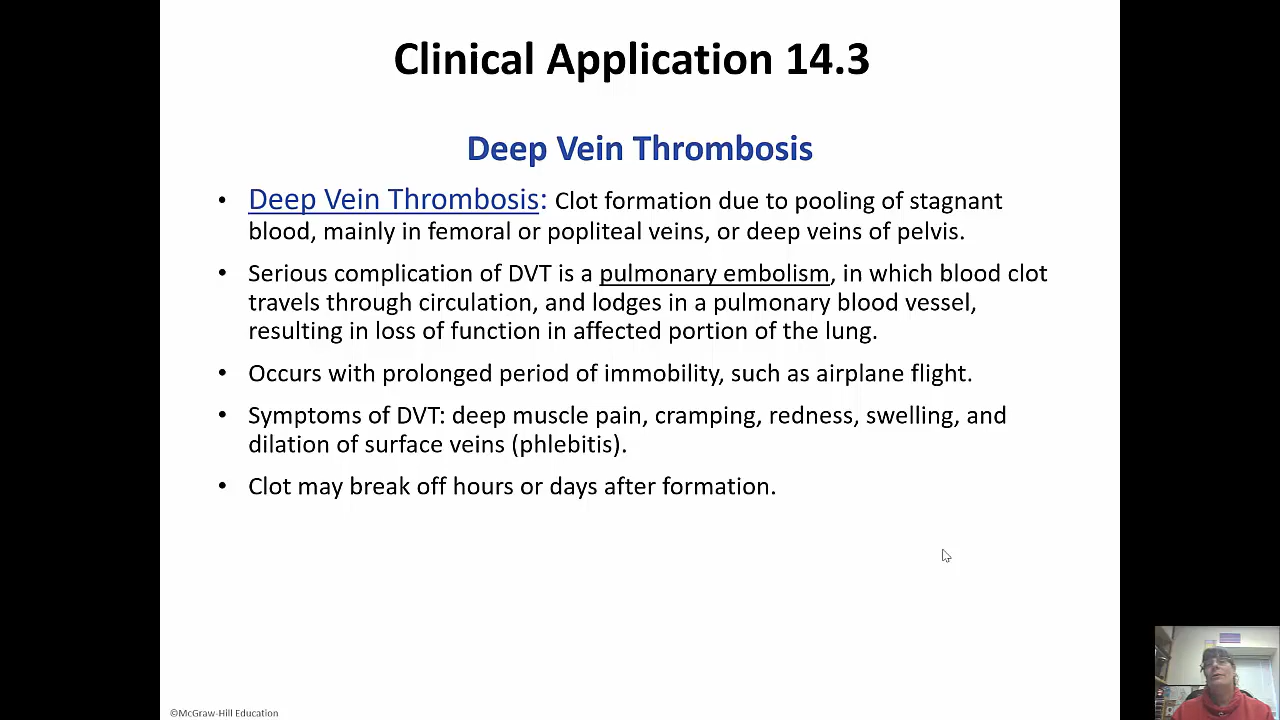 Clinical Application 14.3
Deep Vein Thrombosis
• Deep Vein Thrombosis: Clot formation due to pooling of stagnant
blood, mainly in femoral or popliteal veins, or deep veins of pelvis.
• Serious complication of DVT is a pulmonary embolism, in which blood clot
travels through circulation, and lodges in a pulmonary blood vessel,
resulting in loss of function in affected portion of the lung.
• Occurs with prolonged period of immobility, such as airplane flight.
• Symptoms of DVT: deep muscle pain, cramping, redness, swelling, and
dilation of surface veins (phlebitis).
• Clot may break off hours or days after formation.
©McGraw-Hill Education